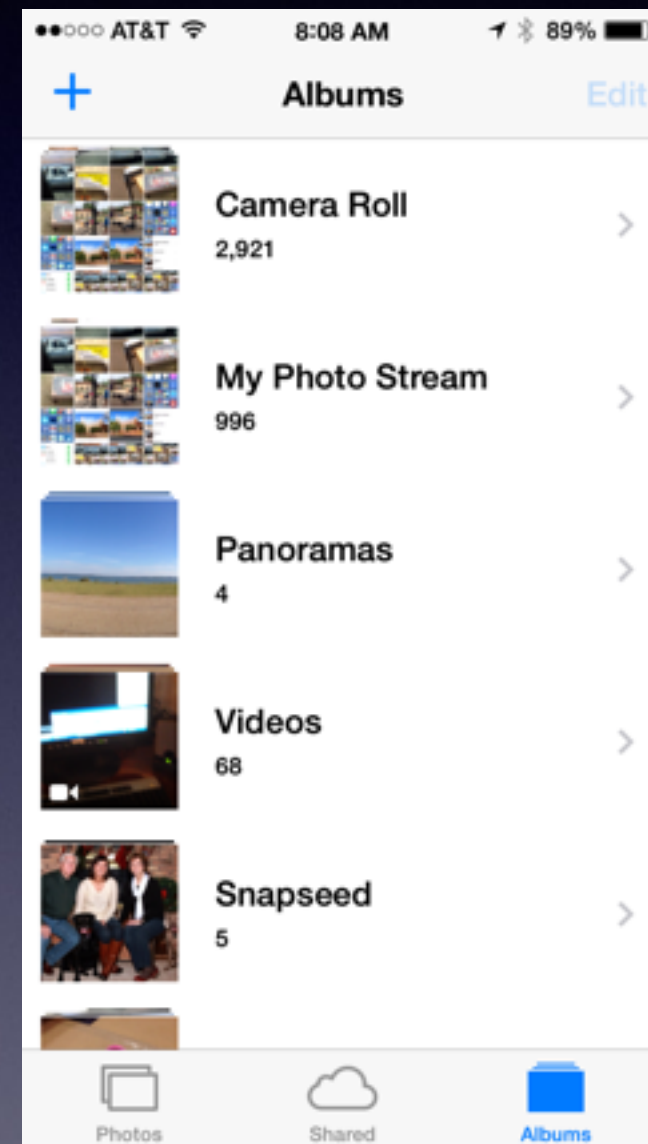 AT&T 8:08 AM 89%
Albums Edit
Camera Roll
2,921
My Photo Stream
996
Panoramas
4
Videos
68
Snapseed
5
Photos Shared Albums